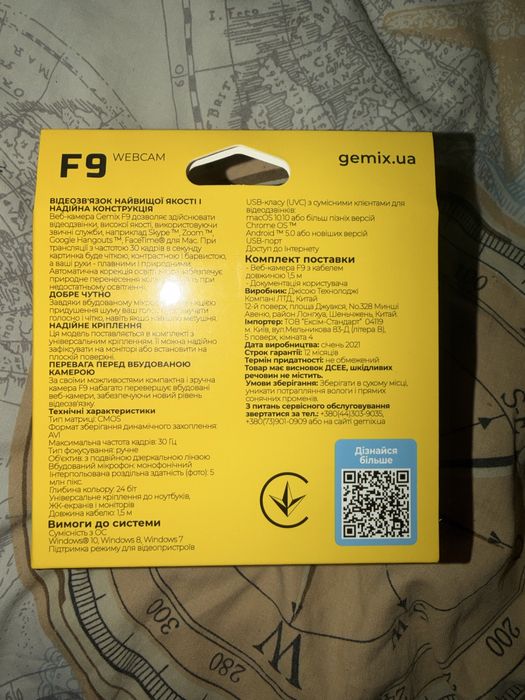 F9 WEBCAM
gemix.ua
ВІДЕОЗВ'ЯЗОК НАЙВИЩОЇ ЯКОСТІ І
НАДІЙНА КОНСТРУКЦІЯ
Веб-камера Gemix F9 дозволяє здійснювати
відеодзвінки, високої якості, використовуючи
звичні служби, наприклад Skype™, Zoom™,
Google Hangouts™, FaceTime® для Mac. При
трансляції з частотою 30 кадрів в секунду
картинка буде чіткою, контрастною і барвистою,
а ваші рухи - плавними і природними.
Автоматична корекція освіт забезпечує
природне перенесення ко навіть при
недостатньому освітленні
ДОБРЕ ЧУТНО
Завдяки вбудованому мікро
придушення шуму ваш голос звучати
голосно і чітко, навіть якщо навколо метушня.
НАДІЙНЕ КРІПЛЕННЯ
Ця модель поставляється в комплекті з
універсальним кріпленням. Її можна надійно
зафіксувати на моніторі або встановити на
плоскій поверхні.
ПЕРЕВАГА ПЕРЕД ВБУДОВАНОЮ
КАМЕРОЮ
За своїми можливостями компактна і зручна
камера F9 набагато перевершує вбудовані
веб-камери, забезпечуючи новий рівень
відеозв'язку.
Технічні характеристики
Тип матриці: CMOS
Формат зберігання динамічного захоплення:
AVI
Максимальна частота кадрів: 30 Гц
Тип фокусування: ручне
Об'єктив: з подвійною дзеркальною лінзою
Вбудований мікрофон: монофонічний
Інтерпольована роздільна здатність (фото): 5
млн пікс.
Глибина кольору: 24 біт
Універсальне кріплення до ноутбуків,
ЖК-екранів і моніторів
Довжина кабелю: 1,5 м
Вимоги до системи
Сумісність з ОС
Windows® 10, Windows 8, Windows 7
Підтримка режиму для відеопристроїв
USB-класу (UVC) з сумісними клієнтами для
відеодзвінків:
macOS 10.10 або більш пізніх версій
Chrome OS™
Android™ 5.0 або новіших версій
USB-порт
Доступ до Інтернету
Комплект поставки
- Веб-камера F9 з кабелем
довжиною 1,5 м
- Документація користувача
Виробник: Джісоо Технолоджі
Компані ЛТД, Китай
12-й поверх, площа Джуахся, No.328 Минші
Авеню, район Лонгхуа, Шеньчжень, Китай.
Імпортер: ТОВ "Ексім-Стандарт" 04119
м. Київ, вул.Мельникова 83-Д, (літера В),
5 поверх, кімната 4
Дата виробництва: січень 2021
Строк гарантії: 12 місяців
Термін придатності: не обмежений
Товар має висновок ДСЕЕ, шкідливих
речовин не містить.
Умови зберігання: Зберігати в сухому місці,
уникати потрапляння вологи і прямих
сонячних променів.
З питань сервісного обслуговування
звертатися за тел.: +380(44)303-9035,
+380(73)901-0909 або на сайті gemix.ua
Дізнайся
більше
60
300
280
260
W
W